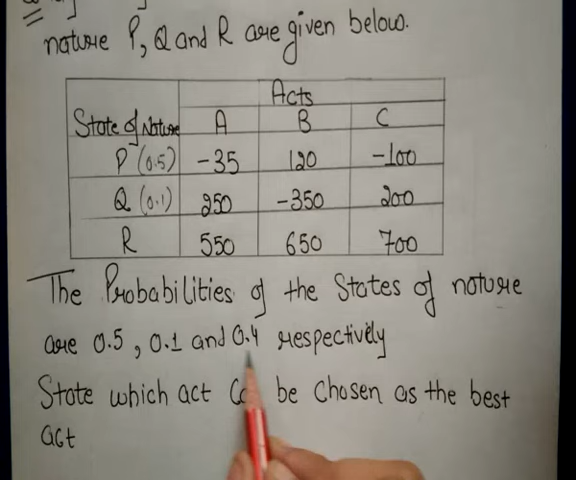 nature P, Q and R are given below.
Acts
State of Nature A B C
P (0.5) -35 120 -100
Q (0.1) 250 -350 200
R 550 650 700
The Probabilities of the States of nature
are 0.5, 0.1 and 0.4 respectively
State which act be Chosen as the best
act